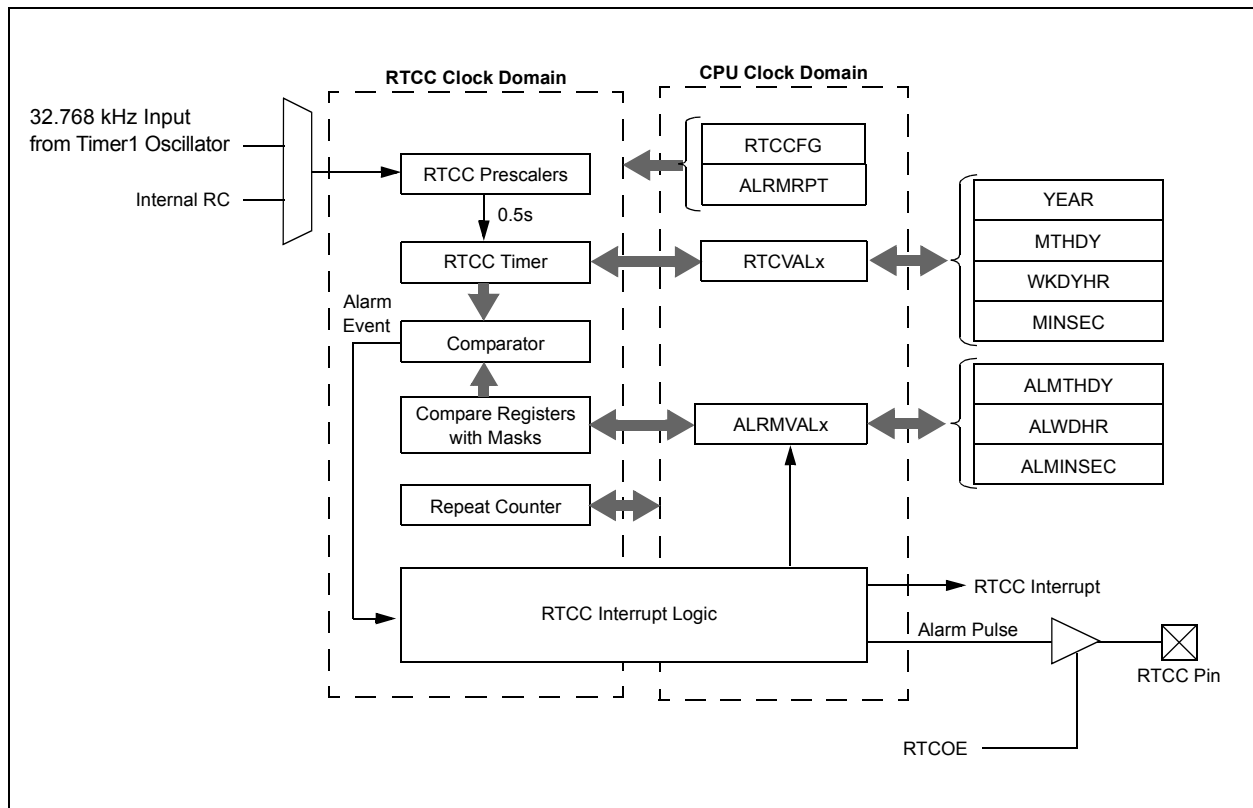 RTCC Clock Domain
CPU Clock Domain
32.768 kHz Input
from Timer1 Oscillator
Internal RC
RTCC Prescalers
0.5s
RTCC Timer
Alarm
Event
Comparator
Compare Registers
with Masks
Repeat Counter
RTCC Interrupt Logic
RTCCFG
ALRMRPT
RTCVALx
ALRMVALx
YEAR
MTHDY
WKDYHR
MINSEC
ALMTHDY
ALWDHR
ALMINSEC
RTCC Interrupt
Alarm Pulse
RTCC Pin
RTCOE